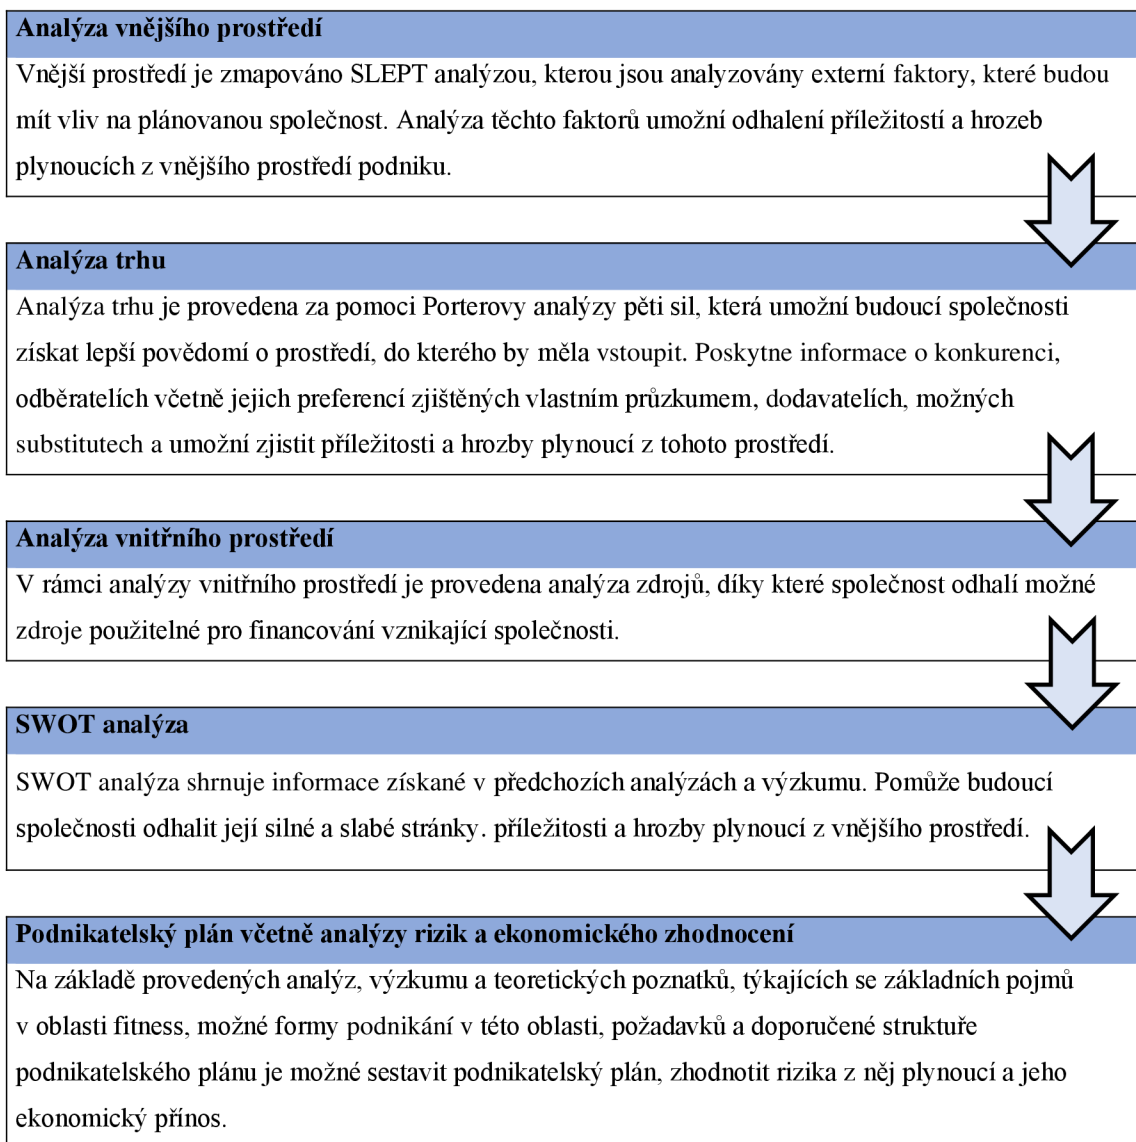 Analýza vnějšího prostředí
Vnější prostředí je zmapováno SLEPT analýzou, kterou jsou analyzovány externí faktory, které budou
mít vliv na plánovanou společnost. Analýza těchto faktorů umožní odhalení příležitostí a hrozeb
plynoucích z vnějšího prostředí podniku.
Analýza trhu
Analýza trhu je provedena za pomoci Porterovy analýzy pěti sil, která umožní budoucí společnosti
získat lepší povědomí o prostředí, do kterého by měla vstoupit. Poskytne informace o konkurenci,
odběratelích včetně jejich preferencí zjištěných vlastním průzkumem, dodavatelích, možných
substitutech a umožní zjistit příležitosti a hrozby plynoucí z tohoto prostředí.
Analýza vnitřního prostředí
V rámci analýzy vnitřního prostředí je provedena analýza zdrojů, díky které společnost odhalí možné
zdroje použitelné pro financování vznikající společnosti.
SWOT analýza
SWOT analýza shrnuje informace získané v předchozích analýzách a výzkumu. Pomůže budoucí
společnosti odhalit její silné a slabé stránky. příležitosti a hrozby plynoucí z vnějšího prostředí.
Podnikatelský plán včetně analýzy rizik a ekonomického zhodnocení
Na základě provedených analýz, výzkumu a teoretických poznatků, týkajících se základních pojmů
v oblasti fitness, možné formy podnikání v této oblasti, požadavků a doporučené struktuře
podnikatelského plánu je možné sestavit podnikatelský plán, zhodnotit rizika z něj plynoucí a jeho
ekonomický přínos.